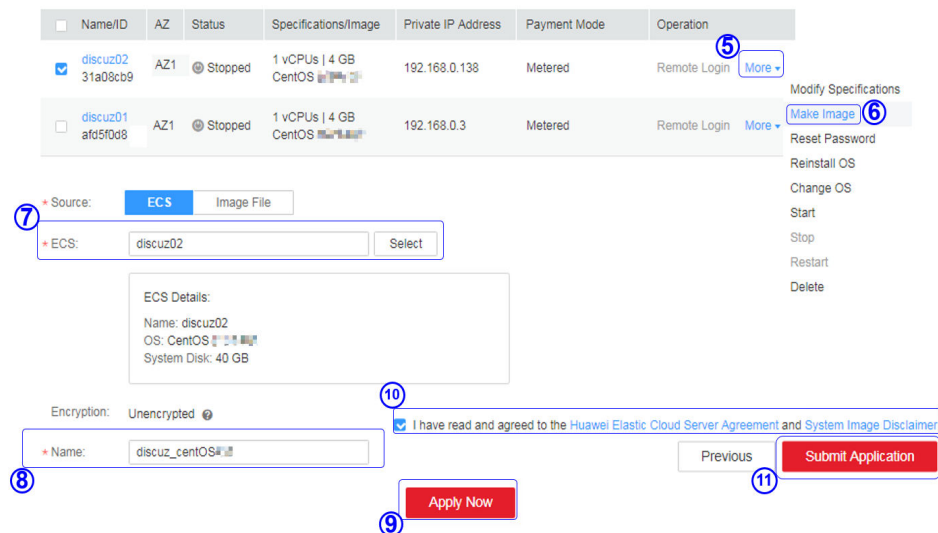 Name/ID AZ Status Specifications/Image Private IP Address Payment Mode Operation
⑤
discuz02 31a08cb9 AZ1 Stopped 1 vCPUs | 4 GB CentOS 192.168.0.138 Metered Remote Login More
discuz01 afd5f0d8 AZ1 Stopped 1 vCPUs | 4 GB CentOS 192.168.0.3 Metered Remote Login More
Modify Specifications
Make Image ⑥
Reset Password
Reinstall OS
Change OS
Start
Stop
Restart
Delete
* Source: ECS Image File
⑦
* ECS: discuz02 Select
ECS Details:
Name: discuz02
OS: CentOS
System Disk: 40 GB
Encryption: Unencrypted ?
⑩
I have read and agreed to the Huawei Elastic Cloud Server Agreement and System Image Disclaimer
* Name: discuz_centOS
⑧
Previous Submit Application
⑪
Apply Now
⑨